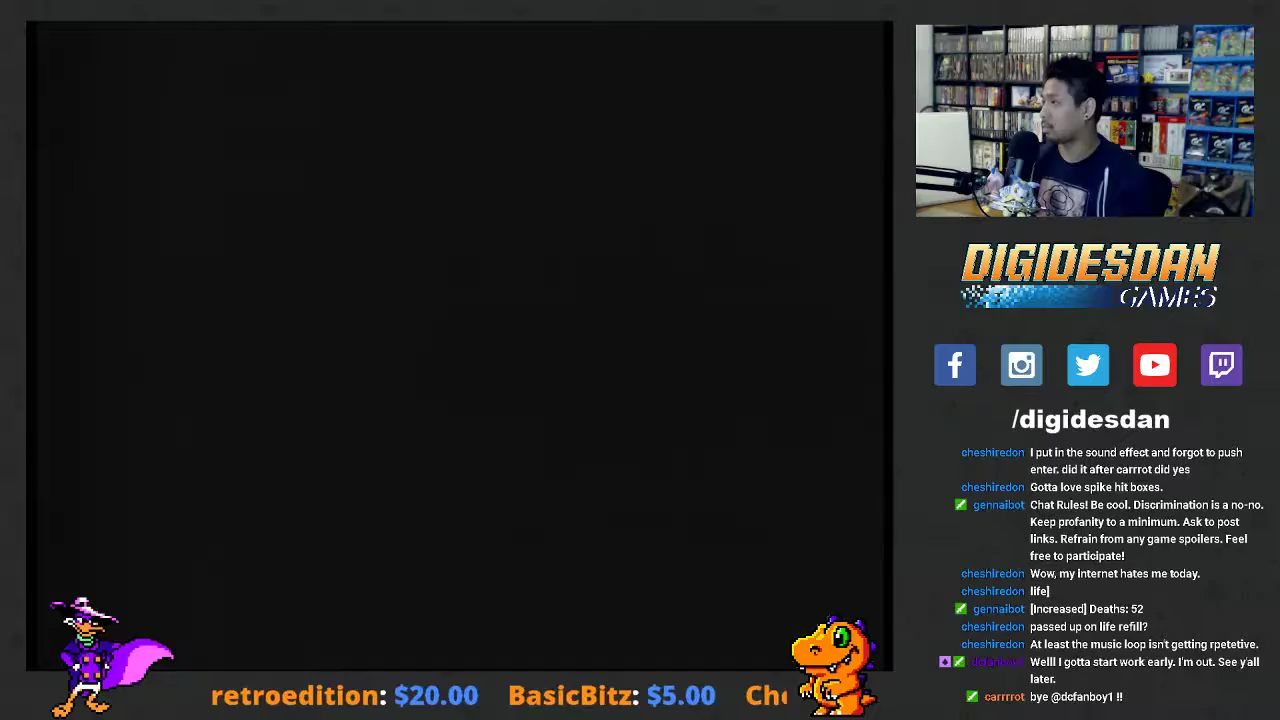 DIGIDESDAN
GAMES
/digidesdan
cheshiredon I put in the sound effect and forgot to push
enter. did it after carrrot did yes
cheshiredon Gotta love spike hit boxes.
gennaibot Chat Rules! Be cool. Discrimination is a no-no.
Keep profanity to a minimum. Ask to post
links. Refrain from any game spoilers. Feel
free to participate!
cheshiredon Wow, my internet hates me today.
cheshiredon life]
gennaibot [Increased] Deaths: 52
cheshiredon passed up on life refill?
cheshiredon At least the music loop isn't getting rpetetive.
dcfanboy1 Welll I gotta start work early. I'm out. See y'all
later.
carrrrot bye @dcfanboy1 !!
retroedition: $20.00 BasicBitz: $5.00 Che